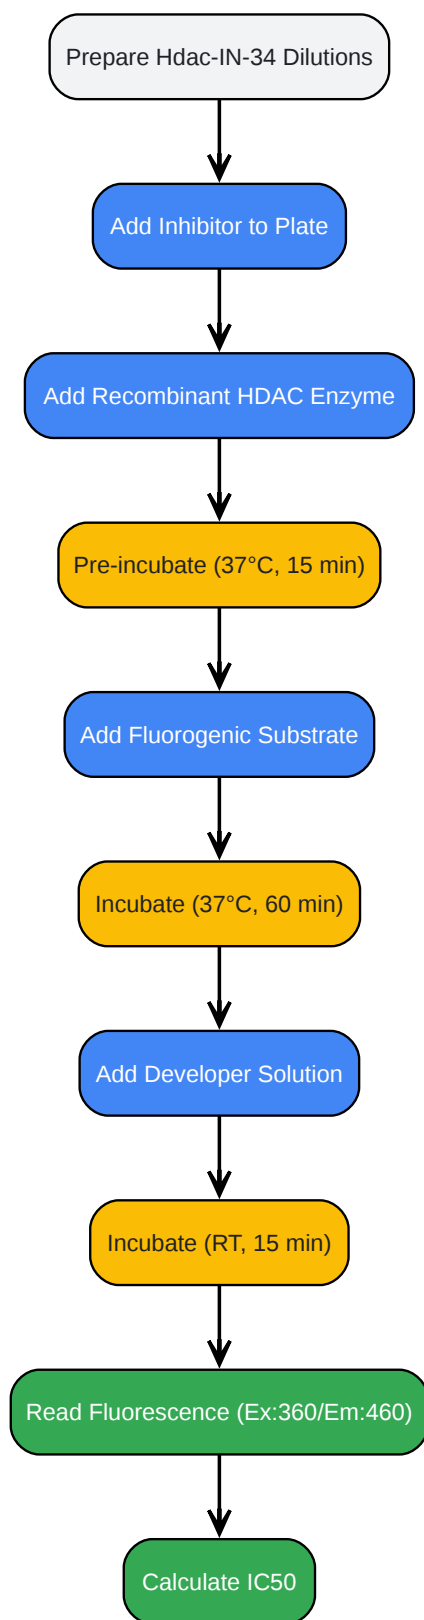 Prepare Hdac-IN-34 Dilutions
Add Inhibitor to Plate
Add Recombinant HDAC Enzyme
Pre-incubate (37°C, 15 min)
Add Fluorogenic Substrate
Incubate (37°C, 60 min)
Add Developer Solution
Incubate (RT, 15 min)
Read Fluorescence (Ex:360/Em:460)
Calculate IC50